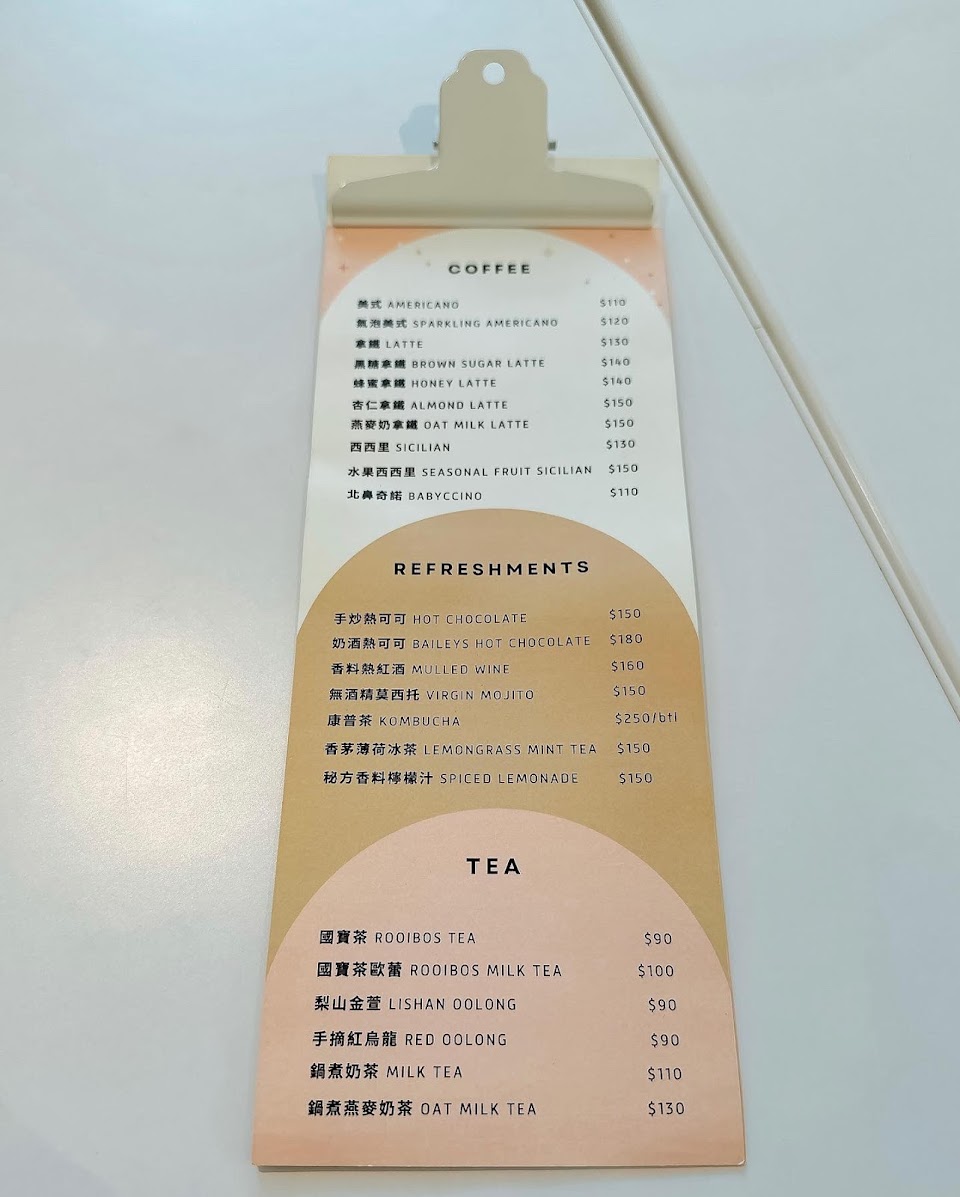 COFFEE
美式 AMERICANO $110
氣泡美式 SPARKLING AMERICANO $120
拿鐵 LATTE $130
黑糖拿鐵 BROWN SUGAR LATTE $140
蜂蜜拿鐵 HONEY LATTE $140
杏仁拿鐵 ALMOND LATTE $150
燕麥奶拿鐵 OAT MILK LATTE $150
西西里 SICILIAN $130
水果西西里 SEASONAL FRUIT SICILIAN $150
北鼻奇諾 BABYCCINO $110
REFRESHMENTS
手炒熱可可 HOT CHOCOLATE $150
奶酒熱可可 BAILEYS HOT CHOCOLATE $180
香料熱紅酒 MULLED WINE $160
無酒精莫西托 VIRGIN MOJITO $150
康普茶 KOMBUCHA $250/btl
香茅薄荷冰茶 LEMONGRASS MINT TEA $150
秘方香料檸檬汁 SPICED LEMONADE $150
TEA
國寶茶 ROOIBOS TEA $90
國寶茶歐蕾 ROOIBOS MILK TEA $100
梨山金萱 LISHAN OOLONG $90
手摘紅烏龍 RED OOLONG $90
鍋煮奶茶 MILK TEA $110
鍋煮燕麥奶茶 OAT MILK TEA $130